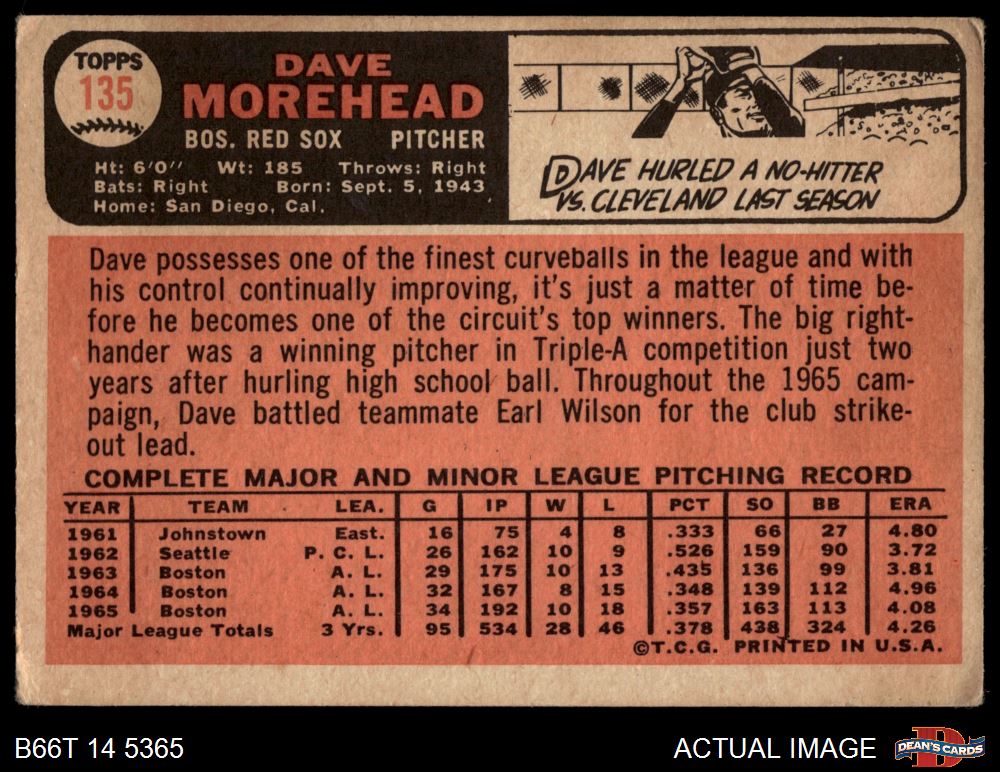 TOPPS
135
DAVE
MOREHEAD
BOS. RED SOX PITCHER
Ht: 6'0" Wt: 185 Throws: Right
Bats: Right Born: Sept. 5, 1943
Home: San Diego, Cal.
DAVE HURLED A NO-HITTER
VS. CLEVELAND LAST SEASON
Dave possesses one of the finest curveballs in the league and with
his control continually improving, it's just a matter of time be-
fore he becomes one of the circuit's top winners. The big right-
hander was a winning pitcher in Triple-A competition just two
years after hurling high school ball. Throughout the 1965 cam-
paign, Dave battled teammate Earl Wilson for the club strike-
out lead.
COMPLETE MAJOR AND MINOR LEAGUE PITCHING RECORD
YEAR TEAM LEA. G IP W L PCT SO BB ERA
1961 Johnstown East. 16 75 4 8 .333 66 27 4.80
1962 Seattle P. C. L. 26 162 10 9 .526 159 90 3.72
1963 Boston A. L. 29 175 10 13 .435 136 99 3.81
1964 Boston A. L. 32 167 8 15 .348 139 112 4.96
1965 Boston A. L. 34 192 10 18 .357 163 113 4.08
Major League Totals 3 Yrs. 95 534 28 46 .378 438 324 4.26
©T.C.G. PRINTED IN U.S.A.
B66T 14 5365
ACTUAL IMAGE
D
DEAN'S CARDS